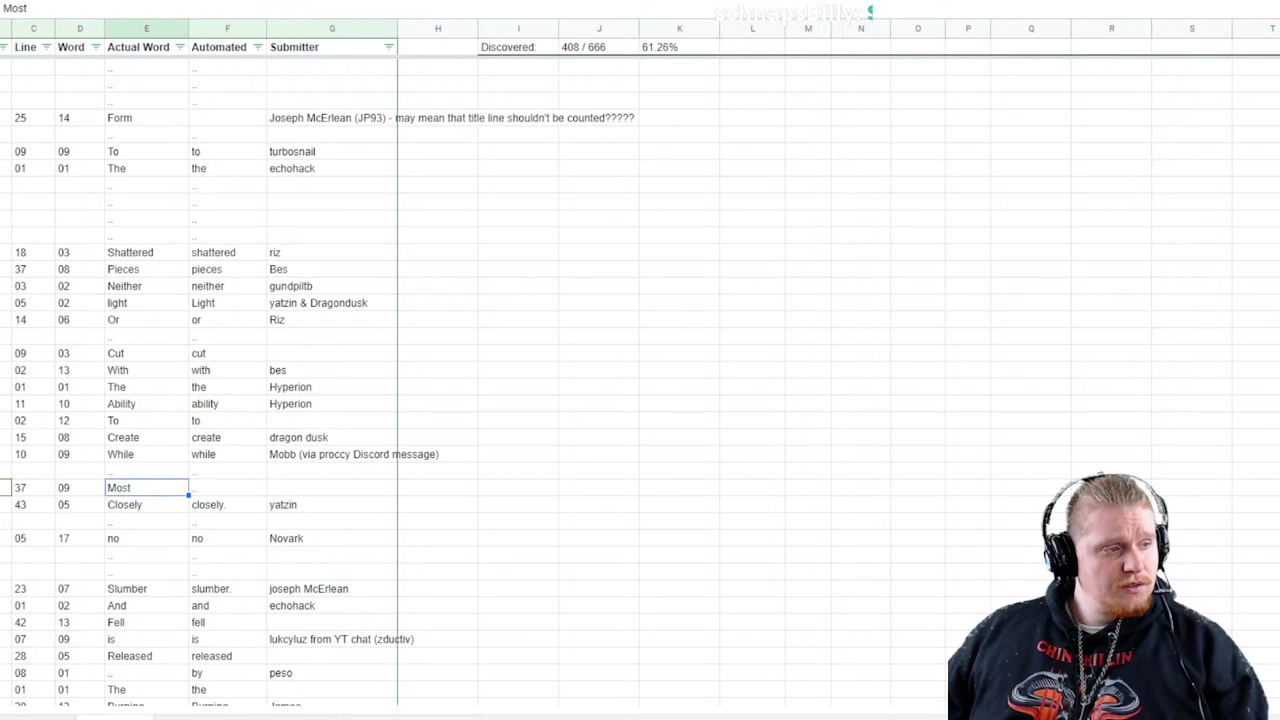 Most
schnapsBillya
C D E F G H I J K L M N O P Q R S T
Line Word Actual Word Automated Submitter Discovered: 408 / 666 61.26%
.. ..
.. ..
.. ..
25 14 Form Joseph McErlean (JP93) - may mean that title line shouldn't be counted?????
.. ..
09 09 To to turbosnail
01 01 The the echohack
.. ..
.. ..
.. ..
.. ..
18 03 Shattered shattered riz
37 08 Pieces pieces Bes
03 02 Neither neither gundpiltb
05 02 light Light yatzin & Dragondusk
14 06 Or or Riz
.. ..
09 03 Cut cut
02 13 With with bes
01 01 The the Hyperion
11 10 Ability ability Hyperion
02 12 To to
15 08 Create create dragon dusk
10 09 While while Mobb (via proccy Discord message)
.. ..
37 09 Most ..
43 05 Closely closely. yatzin
.. ..
05 17 no no Novark
.. ..
.. ..
23 07 Slumber slumber. joseph McErlean
01 02 And and echohack
42 13 Fell fell
07 09 is is lukcyluz from YT chat (zductiv)
28 05 Released released
08 01 .. by peso
01 01 The the
Burning Burning James